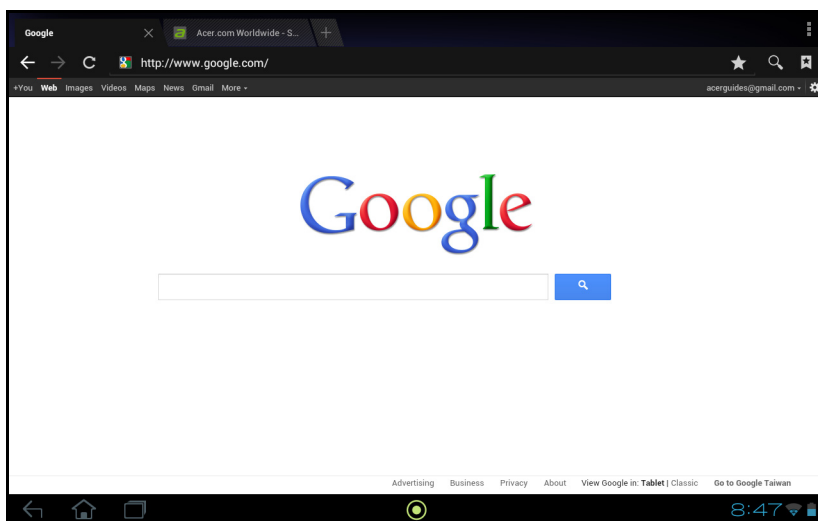 Google Acer.com Worldwide - S...
http://www.google.com/
+You Web Images Videos Maps News Gmail More acerguides@gmail.com
Google
Advertising Business Privacy About View Google in: Tablet | Classic Go to Google Taiwan
8:47